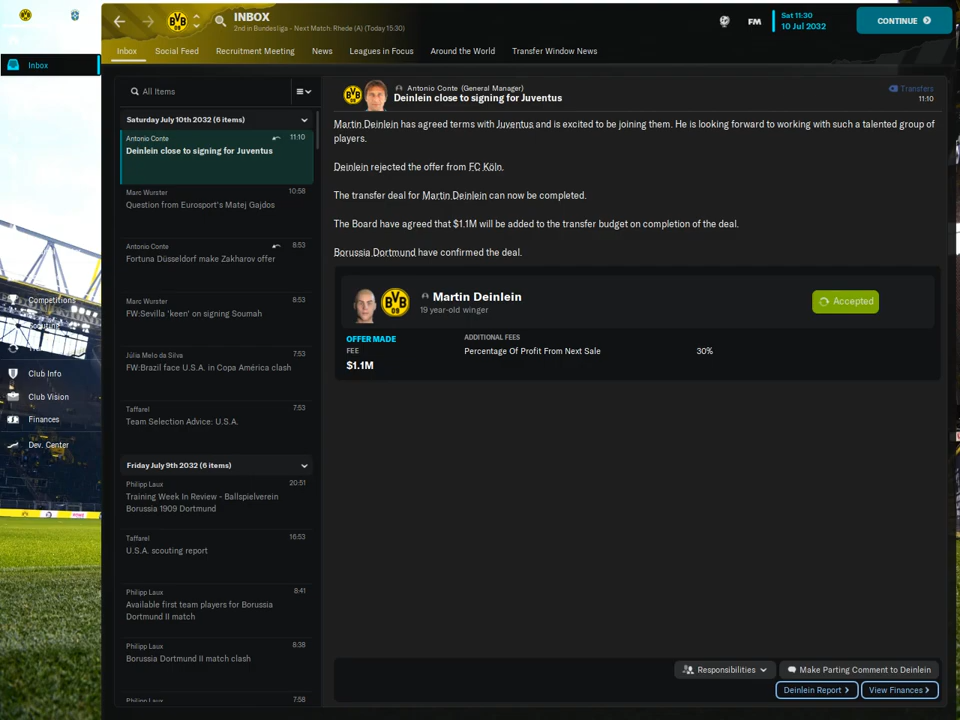 INBOX
2nd in Bundesliga - Next Match: Rhede (A) (Today 15:30)
FM
Sat 11:30
10 Jul 2032
CONTINUE
Inbox
Social Feed
Recruitment Meeting
News
Leagues in Focus
Around the World
Transfer Window News
Inbox
Competitions
Club Info
Club Vision
Finances
Dev. Center
All Items
Saturday July 10th 2032 (6 items)
Antonio Conte 11:10
Deinlein close to signing for Juventus
Marc Wurster 10:58
Question from Eurosport's Matej Gajdos
Antonio Conte 8:53
Fortuna Düsseldorf make Zakharov offer
Marc Wurster 8:53
FW:Sevilla 'keen' on signing Soumah
Júlia Melo da Silva 7:53
FW:Brazil face U.S.A. in Copa América clash
Taffarel 7:53
Team Selection Advice: U.S.A.
Friday July 9th 2032 (6 items)
Philipp Laux 20:51
Training Week In Review - Ballspielverein
Borussia 1909 Dortmund
Taffarel 16:53
U.S.A. scouting report
Philipp Laux 8:41
Available first team players for Borussia
Dortmund II match
Philipp Laux 8:38
Borussia Dortmund II match clash
Philipp Laux 7:58
Antonio Conte (General Manager)
Deinlein close to signing for Juventus
Transfers
11:10
Martin Deinlein has agreed terms with Juventus and is excited to be joining them. He is looking forward to working with such a talented group of
players.
Deinlein rejected the offer from FC Köln.
The transfer deal for Martin Deinlein can now be completed.
The Board have agreed that $1.1M will be added to the transfer budget on completion of the deal.
Borussia Dortmund have confirmed the deal.
BVB 09
Martin Deinlein
19 year-old winger
Accepted
OFFER MADE
FEE
$1.1M
ADDITIONAL FEES
Percentage Of Profit From Next Sale 30%
Responsibilities
Make Parting Comment to Deinlein
Deinlein Report
View Finances